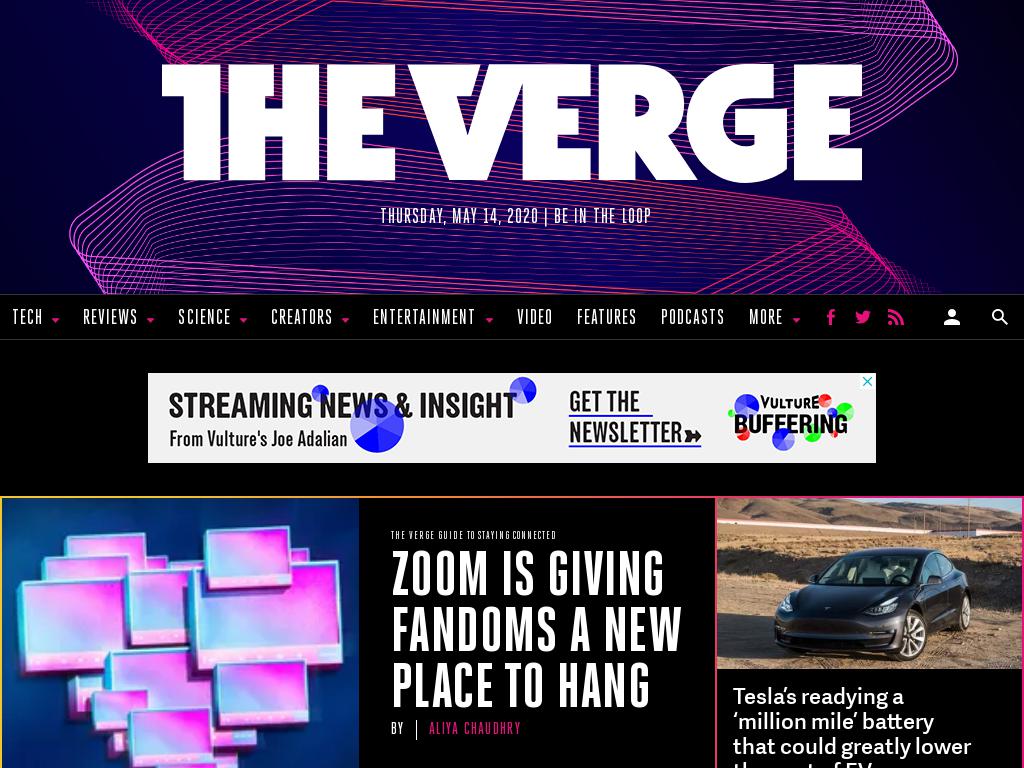 THE VERGE
THURSDAY, MAY 14, 2020 | BE IN THE LOOP
TECH REVIEWS SCIENCE CREATORS ENTERTAINMENT VIDEO FEATURES PODCASTS MORE
STREAMING NEWS & INSIGHT
From Vulture's Joe Adalian
GET THE
NEWSLETTER
VULTURE
BUFFERING
THE VERGE GUIDE TO STAYING CONNECTED
ZOOM IS GIVING
FANDOMS A NEW
PLACE TO HANG
BY | ALIYA CHAUDHRY
Tesla's readying a
‘million mile’ battery
that could greatly lower